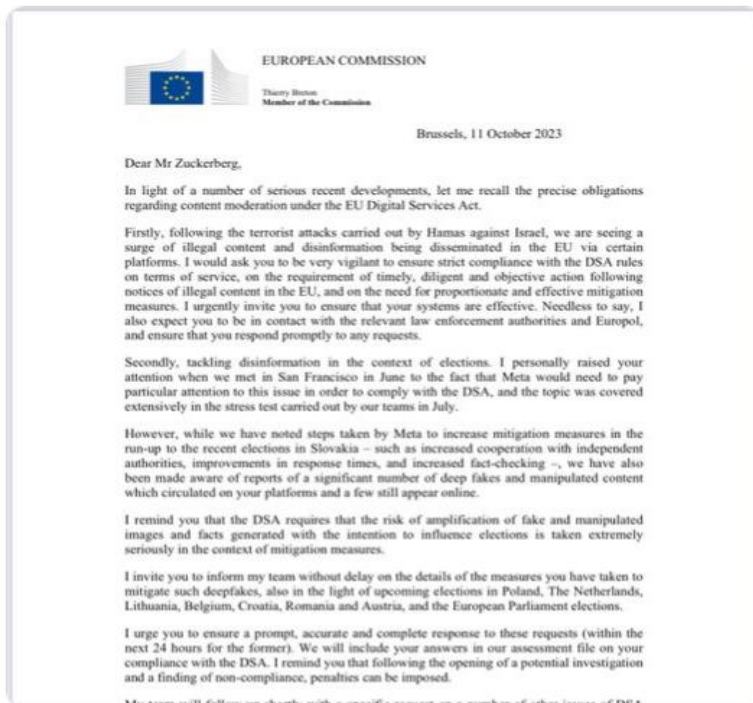 EUROPEAN COMMISSION
Thierry Breton
Member of the Commission
Brussels, 11 October 2023
Dear Mr Zuckerberg,
In light of a number of serious recent developments, let me recall the precise obligations
regarding content moderation under the EU Digital Services Act.
Firstly, following the terrorist attacks carried out by Hamas against Israel, we are seeing a
surge of illegal content and disinformation being disseminated in the EU via certain
platforms. I would ask you to be very vigilant to ensure strict compliance with the DSA rules
on terms of service, on the requirement of timely, diligent and objective action following
notices of illegal content in the EU, and on the need for proportionate and effective mitigation
measures. I urgently invite you to ensure that your systems are effective. Needless to say, I
also expect you to be in contact with the relevant law enforcement authorities and Europol,
and ensure that you respond promptly to any requests.
Secondly, tackling disinformation in the context of elections. I personally raised your
attention when we met in San Francisco in June to the fact that Meta would need to pay
particular attention to this issue in order to comply with the DSA, and the topic was covered
extensively in the stress test carried out by our teams in July.
However, while we have noted steps taken by Meta to increase mitigation measures in the
run-up to the recent elections in Slovakia – such as increased cooperation with independent
authorities, improvements in response times, and increased fact-checking –, we have also
been made aware of reports of a significant number of deep fakes and manipulated content
which circulated on your platforms and a few still appear online.
I remind you that the DSA requires that the risk of amplification of fake and manipulated
images and facts generated with the intention to influence elections is taken extremely
seriously in the context of mitigation measures.
I invite you to inform my team without delay on the details of the measures you have taken to
mitigate such deepfakes, also in the light of upcoming elections in Poland, The Netherlands,
Lithuania, Belgium, Croatia, Romania and Austria, and the European Parliament elections.
I urge you to ensure a prompt, accurate and complete response to these requests (within the
next 24 hours for the former). We will include your answers in our assessment file on your
compliance with the DSA. I remind you that following the opening of a potential investigation
and a finding of non-compliance, penalties can be imposed.
My team will follow up shortly with a specific request on a number of other issues of DSA